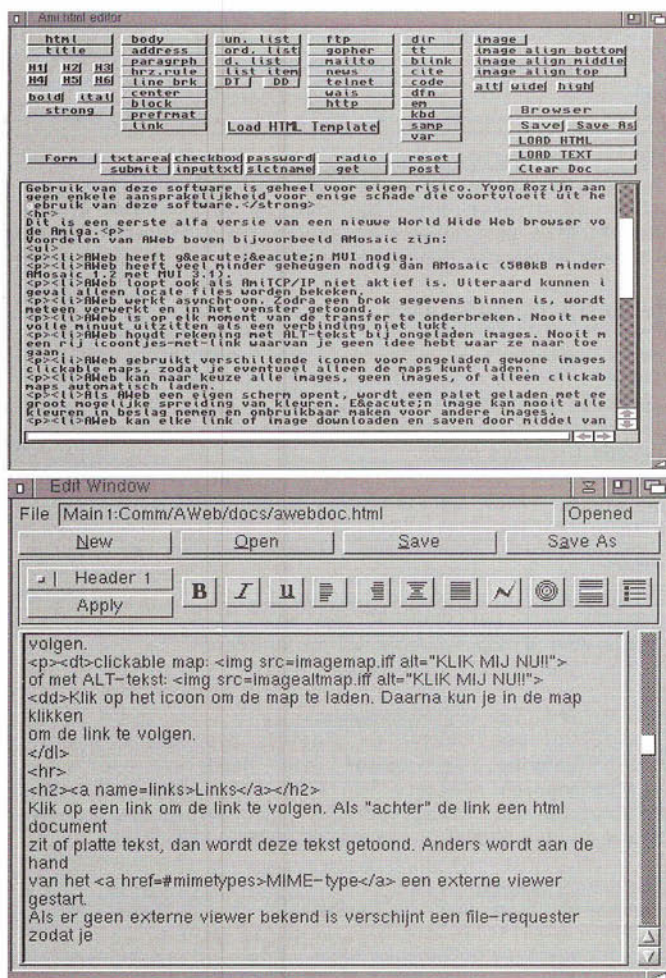 Ami html editor
html body un. list ftp dir image
title address ord. list gopher tt image align bottom
paragrph d. list mailto blink image align middle
H1 H2 H3 hrz.rule list item news cite image align top
H4 H5 H6 line brk DT DD telnet code alt wide high
bold ital center wais dfn
strong block http em Browser
prefrmat kbd Save Save As
link Load HTML Template samp LOAD HTML
var LOAD TEXT
Form txtarea checkbox password radio reset Clear Doc
submit inputtxt slctname get post
Gebruik van deze software is geheel voor eigen risico. Yvon Rozijn aan
geen enkele aansprakelijkheid voor enige schade die voortvloeit uit he
gebruik van deze software.</strong>
<hr>
Dit is een eerste alfa versie van een nieuwe World Wide Web browser vo
de Amiga.<p>
Voordelen van AWeb boven bijvoorbeeld AMosaic zijn:
<ul>
<p><li>AWeb heeft g&eacute;&eacute;n MUI nodig.
<p><li>AWeb heeft veel minder geheugen nodig dan AMosaic (500kB minder
AMosaic 1.2 met MUI 3.1).
<p><li>AWeb loopt ook als AmiTCP/IP niet aktief is. Uiteraard kunnen i
geval alleen locale files worden bekeken.
<p><li>AWeb werkt asynchroon. Zodra een brok gegevens binnen is, wordt
meteen verwerkt en in het venster getoond.
<p><li>AWeb is op elk moment van de transfer te onderbreken. Nooit mee
volle minuut uitzitten als een verbinding niet lukt.
<p><li>AWeb houdt rekening met ALT-tekst bij ongeladen images. Nooit m
een rij icoontjes-met-link waarvan je geen idee hebt waar ze naar toe
gaan.
<p><li>AWeb gebruikt verschillende iconen voor ongeladen gewone images
clickable maps, zodat je eventueel alleen de maps kunt laden.
<p><li>AWeb kan naar keuze alle images, geen images, of alleen clickab
maps automatisch laden.
<p><li>Als AWeb een eigen scherm opent, wordt een palet geladen met ee
groot mogelijke spreiding van kleuren. E&eacute;n image kan nooit alle
kleuren in beslag nemen en onbruikbaar maken voor andere images.
<p><li>AWeb kan elke link of image downloaden en saven door middel van
Edit Window
File Main1:Comm/AWeb/docs/awebdoc.html Opened
New Open Save Save As
Header 1 B I u
Apply
volgen.
<p><dt>clickable map: <img src=imagemap.iff alt="KLIK MIJ NU!!">
of met ALT-tekst: <img src=imagealtmap.iff alt="KLIK MIJ NU!!">
<dd>Klik op het icoon om de map te laden. Daarna kun je in de map
klikken
om de link te volgen.
</dl>
<hr>
<h2><a name=links>Links</a></h2>
Klik op een link om de link te volgen. Als "achter" de link een html
document
zit of platte tekst, dan wordt deze tekst getoond. Anders wordt aan de
hand
van het <a href=#mimetypes>MIME-type</a> een externe viewer
gestart.
Als er geen externe viewer bekend is verschijnt een file-requester
zodat je